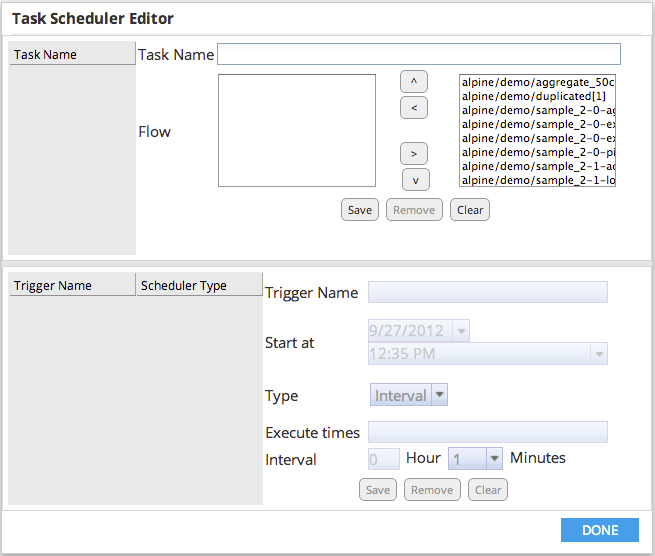 Task Scheduler Editor
Task Name
Task Name
Flow
^
<
>
v
alpine/demo/aggregate_50c
alpine/demo/duplicated[1]
alpine/demo/sample_2-0-ag
alpine/demo/sample_2-0-ex
alpine/demo/sample_2-0-ex
alpine/demo/sample_2-0-pi
alpine/demo/sample_2-1-ad
alpine/demo/sample_2-1-lo
Save Remove Clear
Trigger Name Scheduler Type
Trigger Name
Start at
9/27/2012
12:35 PM
Type Interval
Execute times
Interval 0 Hour 1 Minutes
Save Remove Clear
DONE